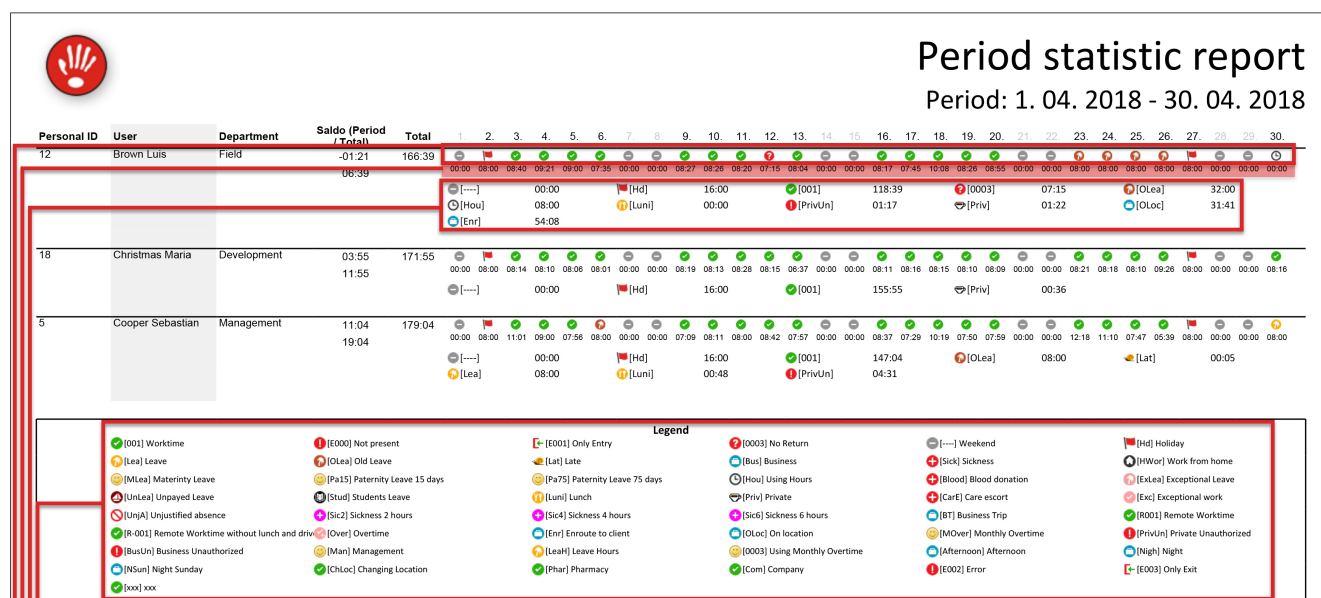 Period statistic report
Period: 1. 04. 2018 - 30. 04. 2018
Personal ID User Department Saldo (Period / Total) Total 1. 2. 3. 4. 5. 6. 7. 8. 9. 10. 11. 12. 13. 14. 15. 16. 17. 18. 19. 20. 21. 22. 23. 24. 25. 26. 27. 28. 29. 30.
12 Brown Luis Field -01:21 166:39
06:39 00:00 08:00 08:40 09:21 09:00 07:35 00:00 00:00 08:27 08:26 08:20 07:15 08:04 00:00 00:00 08:17 07:45 10:08 08:26 08:55 00:00 00:00 08:00 08:00 08:00 08:00 08:00 00:00 00:00 00:00
[----] 00:00 [Hd] 16:00 [001] 118:39 [0003] 07:15 [OLea] 32:00
[Hou] 08:00 [Luni] 00:00 [PrivUn] 01:17 [Priv] 01:22 [OLoc] 31:41
[Enr] 54:08
18 Christmas Maria Development 03:55 171:55
11:55 00:00 08:00 08:14 08:10 08:06 08:01 00:00 00:00 08:19 08:13 08:28 08:15 06:37 00:00 00:00 08:11 08:16 08:15 08:10 08:09 00:00 00:00 08:21 08:18 08:10 09:26 08:00 00:00 00:00 08:16
[----] 00:00 [Hd] 16:00 [001] 155:55 [Priv] 00:36
5 Cooper Sebastian Management 11:04 179:04
19:04 00:00 08:00 11:01 09:00 07:56 08:00 00:00 00:00 07:09 08:11 08:00 08:42 07:57 00:00 00:00 08:37 07:29 10:19 07:50 07:59 00:00 00:00 12:18 11:10 07:47 05:39 08:00 00:00 00:00 08:00
[----] 00:00 [Hd] 16:00 [001] 147:04 [OLea] 08:00 [Lat] 00:05
[Lea] 08:00 [Luni] 00:48 [PrivUn] 04:31
Legend
[001] Worktime [E000] Not present [E001] Only Entry [0003] No Return [----] Weekend [Hd] Holiday
[Lea] Leave [OLea] Old Leave [Lat] Late [Bus] Business [Sick] Sickness [HWor] Work from home
[MLea] Materinty Leave [Pa15] Paternity Leave 15 days [Pa75] Paternity Leave 75 days [Hou] Using Hours [Blood] Blood donation [ExLea] Exceptional Leave
[UnLea] Unpayed Leave [Stud] Students Leave [Luni] Lunch [Priv] Private [CarE] Care escort [Exc] Exceptional work
[UnjA] Unjustified absence [Sic2] Sickness 2 hours [Sic4] Sickness 4 hours [Sic6] Sickness 6 hours [BT] Business Trip [R001] Remote Worktime
[R-001] Remote Worktime without lunch and driv [Over] Overtime [Enr] Enroute to client [OLoc] On location [MOver] Monthly Overtime [PrivUn] Private Unauthorized
[BusUn] Business Unauthorized [Man] Management [LeaH] Leave Hours [0003] Using Monthly Overtime [Afternoon] Afternoon [Nigh] Night
[NSun] Night Sunday [ChLoc] Changing Location [Phar] Pharmacy [Com] Company [E002] Error [E003] Only Exit
[xxx] xxx